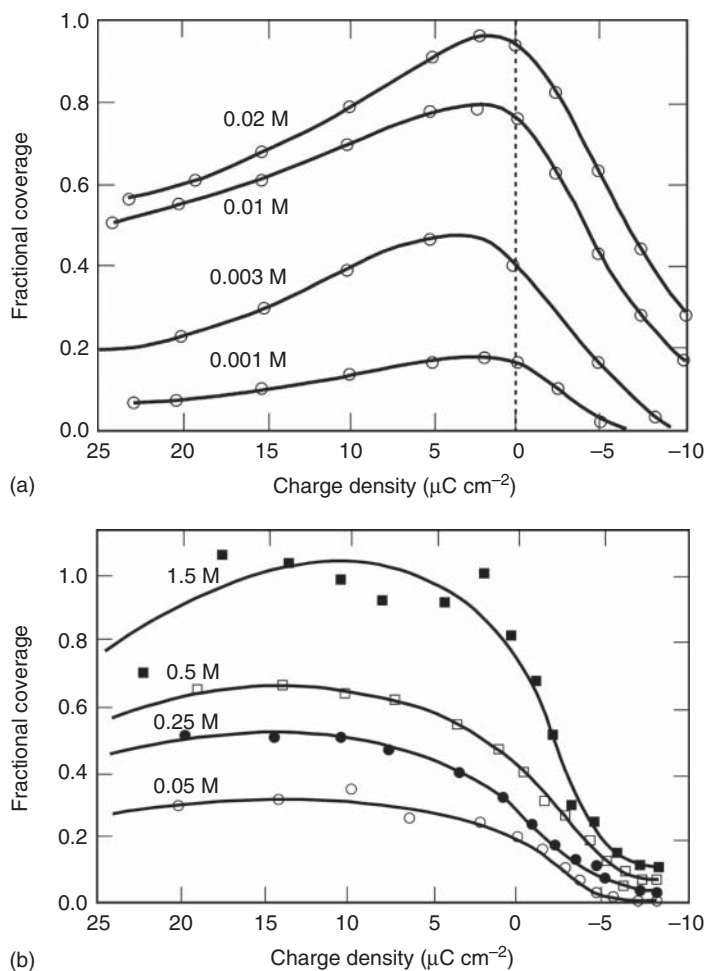 1.0
0.8
0.6
0.4
0.2
0.0
Fractional coverage
0.02 M
0.01 M
0.003 M
0.001 M
25 20 15 10 5 0 −5 −10
(a) Charge density (μC cm−2)
1.0
0.8
0.6
0.4
0.2
0.0
Fractional coverage
1.5 M
0.5 M
0.25 M
0.05 M
25 20 15 10 5 0 −5 −10
(b) Charge density (μC cm−2)